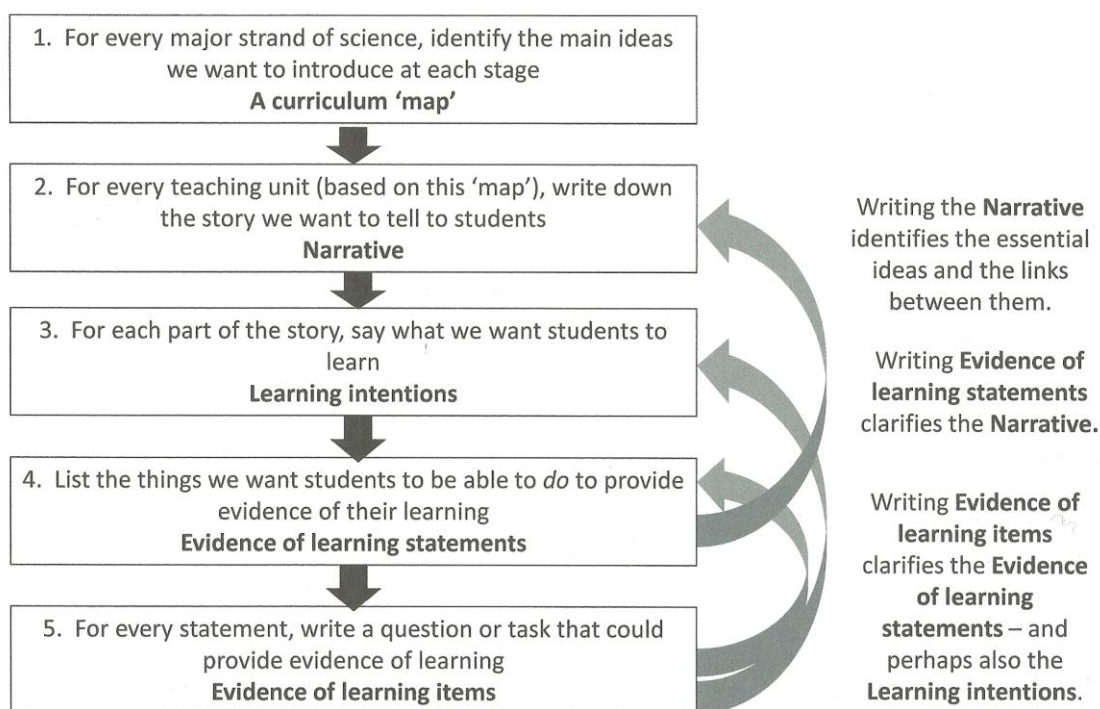 1. For every major strand of science, identify the main ideas
we want to introduce at each stage
A curriculum ‘map’
2. For every teaching unit (based on this ‘map’), write down
the story we want to tell to students
Narrative
3. For each part of the story, say what we want students to
learn
Learning intentions
4. List the things we want students to be able to do to provide
evidence of their learning
Evidence of learning statements
5. For every statement, write a question or task that could
provide evidence of learning
Evidence of learning items
Writing the Narrative
identifies the essential
ideas and the links
between them.
Writing Evidence of
learning statements
clarifies the Narrative.
Writing Evidence of
learning items
clarifies the Evidence
of learning
statements – and
perhaps also the
Learning intentions.